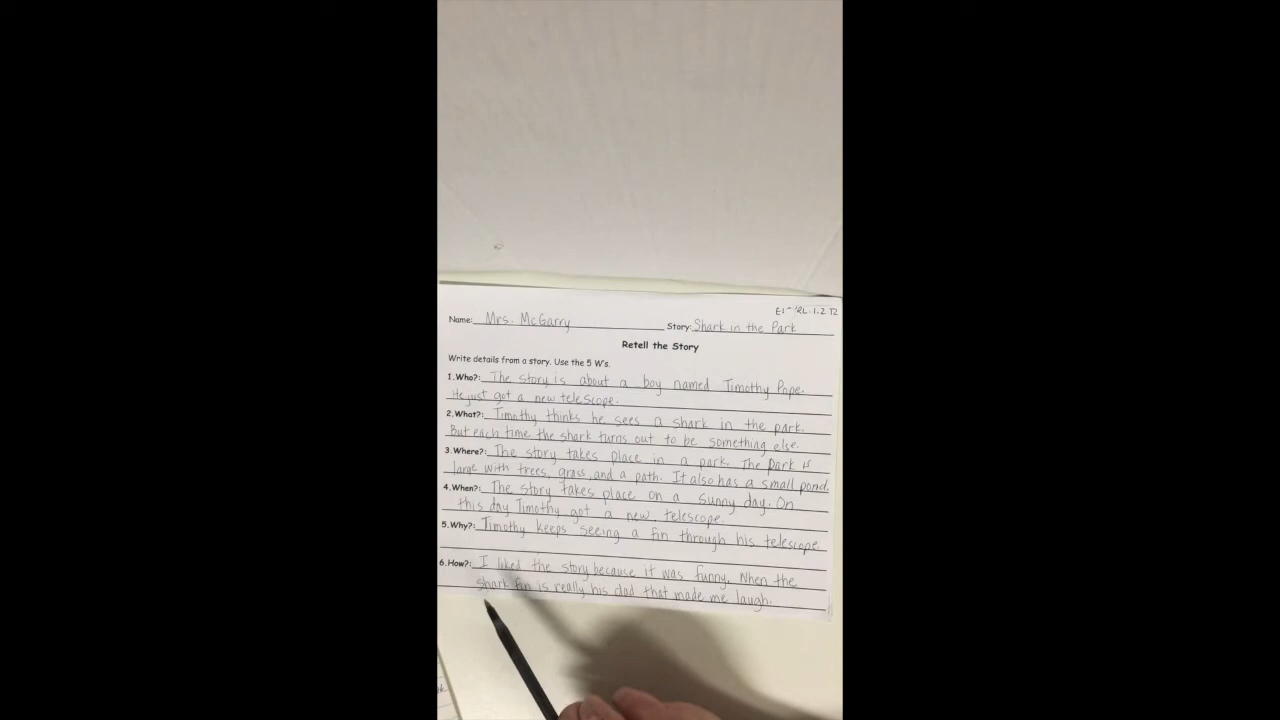 RL.1.2 T2
Name: Mrs. McGarry Story: Shark in the Park
Retell the Story
Write details from a story. Use the 5 W's.
1.Who?: The story is about a boy named Timothy Pope.
He just got a new telescope.
2.What?: Timothy thinks he sees a shark in the park.
But each time the shark turns out to be something else.
3.Where?: The story takes place in a park. The park is
large with trees, grass, and a path. It also has a small pond.
4.When?: The story takes place on a sunny day. On
this day Timothy got a new telescope.
5.Why?: Timothy keeps seeing a fin through his telescope
6.How?: I liked the story because it was funny. When the
shark fin is really his dad that made me laugh.